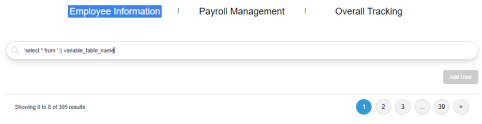 Employee Information | Payroll Management | Overall Tracking
'select * from ' || variable_table_name
Add User
Showing 0 to 8 of 305 results
1 2 3 ... 39 >